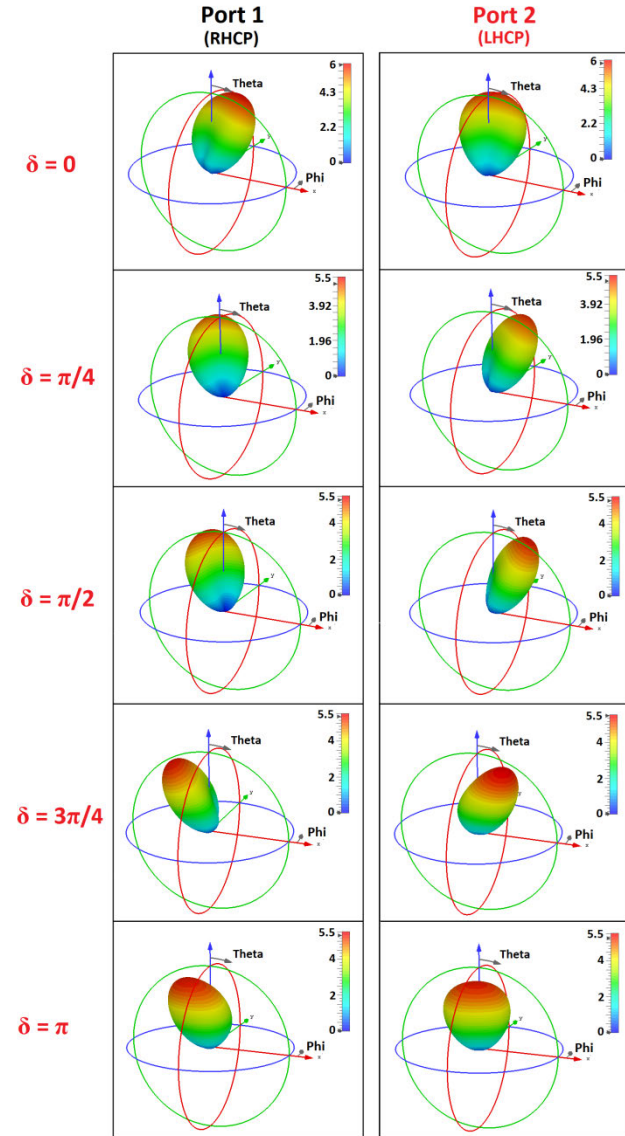 Port 1
(RHCP)
Port 2
(LHCP)
δ = 0
6
4.3
2.2
0
Theta
y
Phi
x
6
4.3
2.2
0
Theta
y
Phi
x
δ = π/4
5.5
3.92
1.96
0
Theta
y
Phi
x
5.5
3.92
1.96
0
Theta
y
Phi
x
δ = π/2
5.5
4
2
0
Theta
y
Phi
x
5.5
4
2
0
Theta
Phi
x
δ = 3π/4
5.5
4
2
0
Theta
y
Phi
x
5.5
4
2
0
Theta
y
Phi
x
δ = π
5.5
4
2
0
Theta
y
Phi
x
5.5
4
2
0
Theta
y
Phi
x